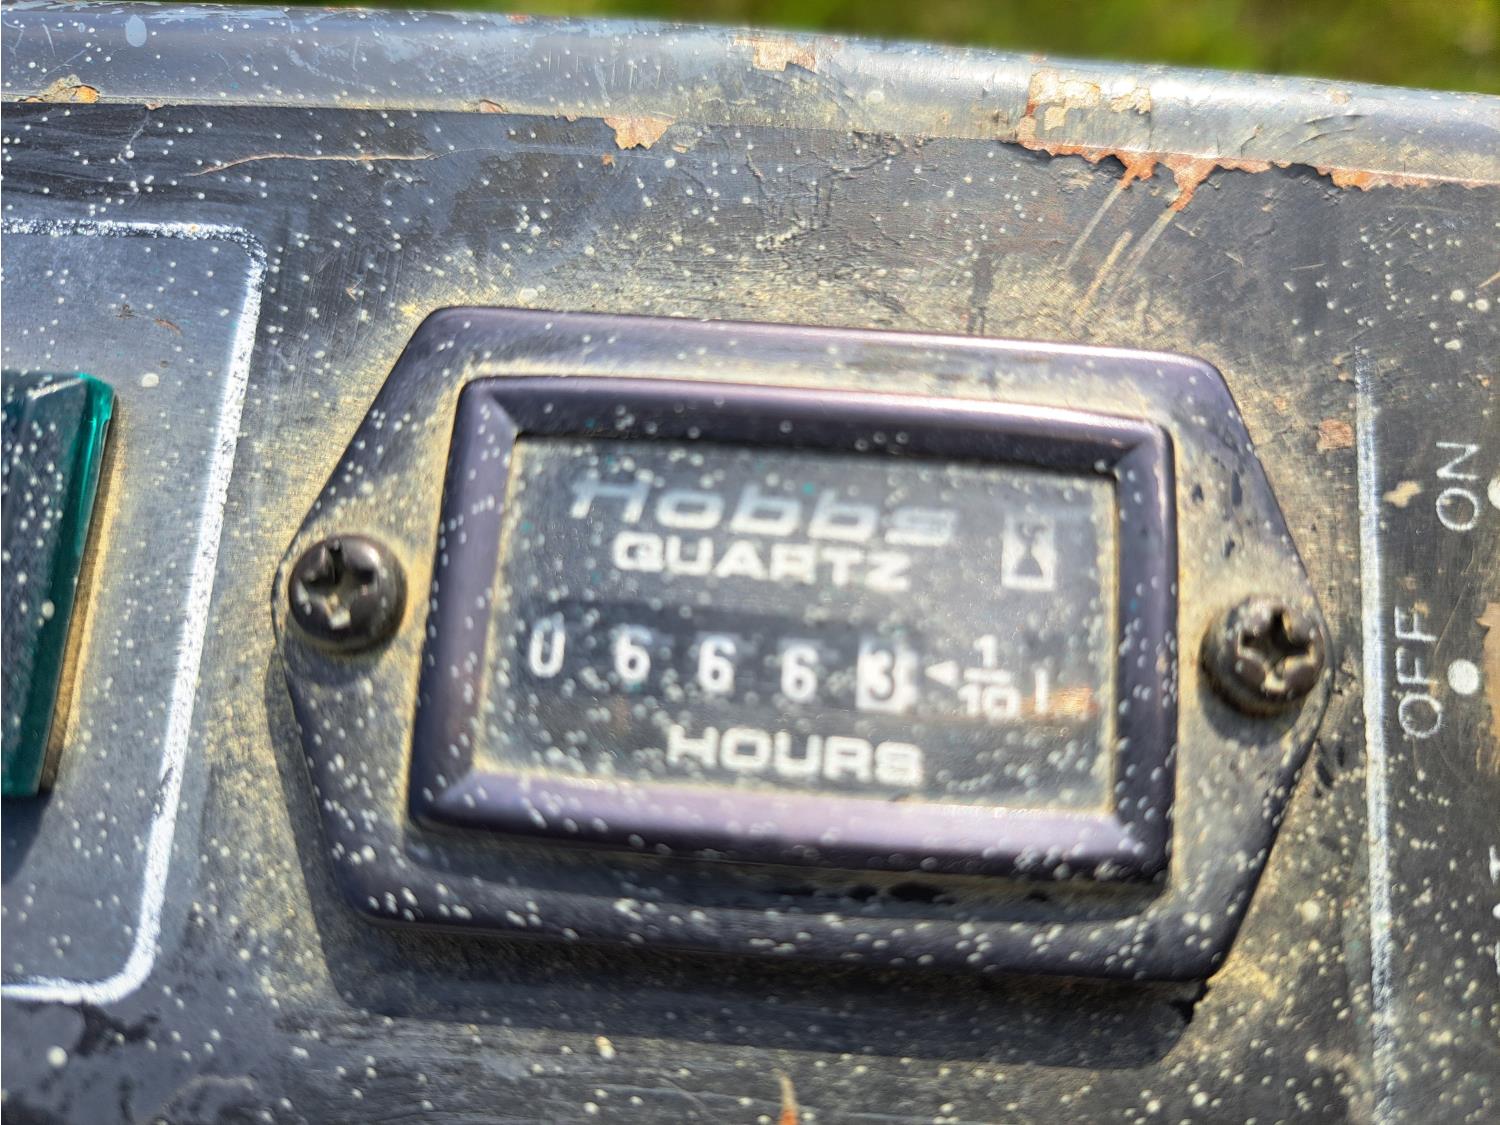 Hobbs
QUARTZ
0 6 6 6 3 ◄ 1/10
HOURS
ON
OFF